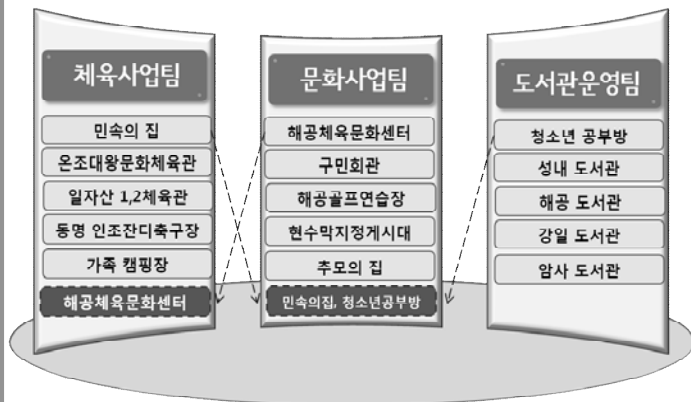 체육사업팀
민속의 집
온조대왕문화체육관
일자산 1,2체육관
동명 인조잔디축구장
가족 캠핑장
해공체육문화센터
문화사업팀
해공체육문화센터
구민회관
해공골프연습장
현수막지정게시대
추모의 집
민속의집, 청소년공부방
도서관운영팀
청소년 공부방
성내 도서관
해공 도서관
강일 도서관
암사 도서관